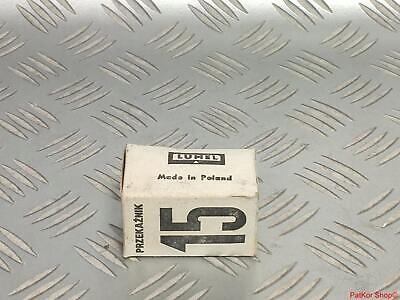 LUMEL
Made in Poland
PRZEKAŹNIK
15
PatKor Shop©